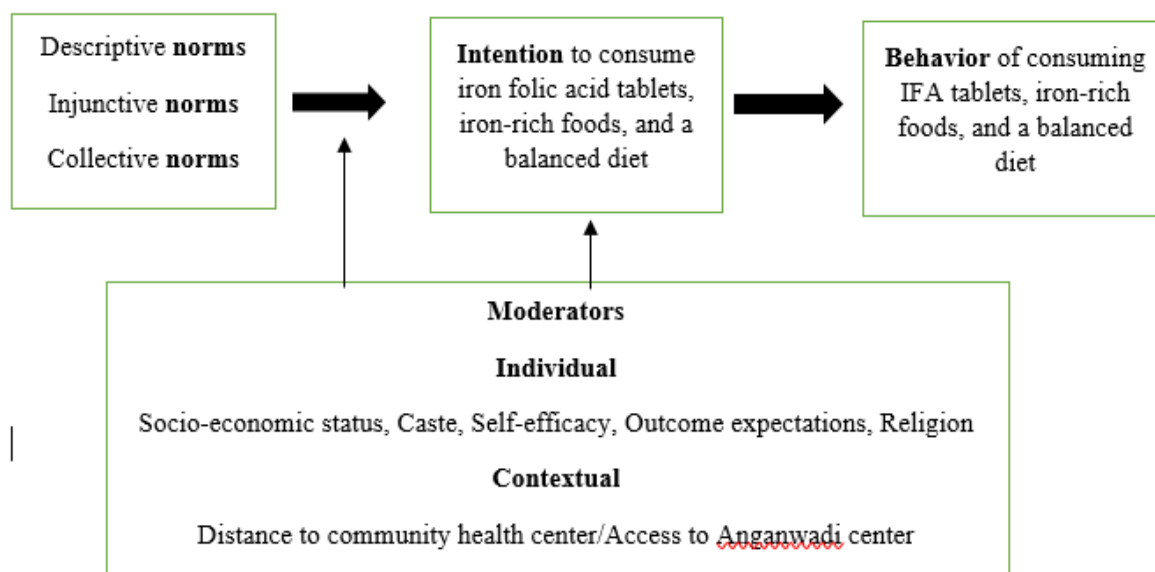 Descriptive norms
Injunctive norms
Collective norms
Intention to consume
iron folic acid tablets,
iron-rich foods, and a
balanced diet
Behavior of consuming
IFA tablets, iron-rich
foods, and a balanced
diet
Moderators
Individual
Socio-economic status, Caste, Self-efficacy, Outcome expectations, Religion
Contextual
Distance to community health center/Access to Anganwadi center